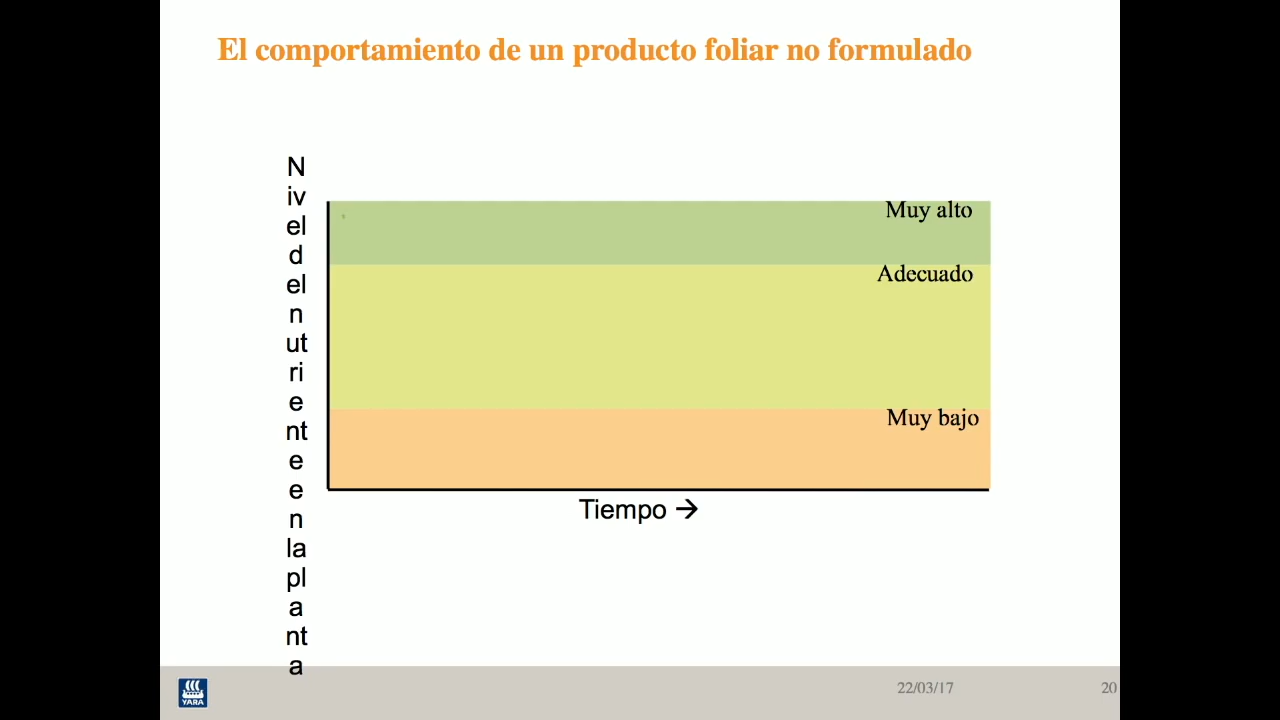 El comportamiento de un producto foliar no formulado
N
iv
el
d
el
n
ut
ri
e
nt
e
e
n
la
pl
a
nt
a
Muy alto
Adecuado
Muy bajo
Tiempo →
YARA
22/03/17
20